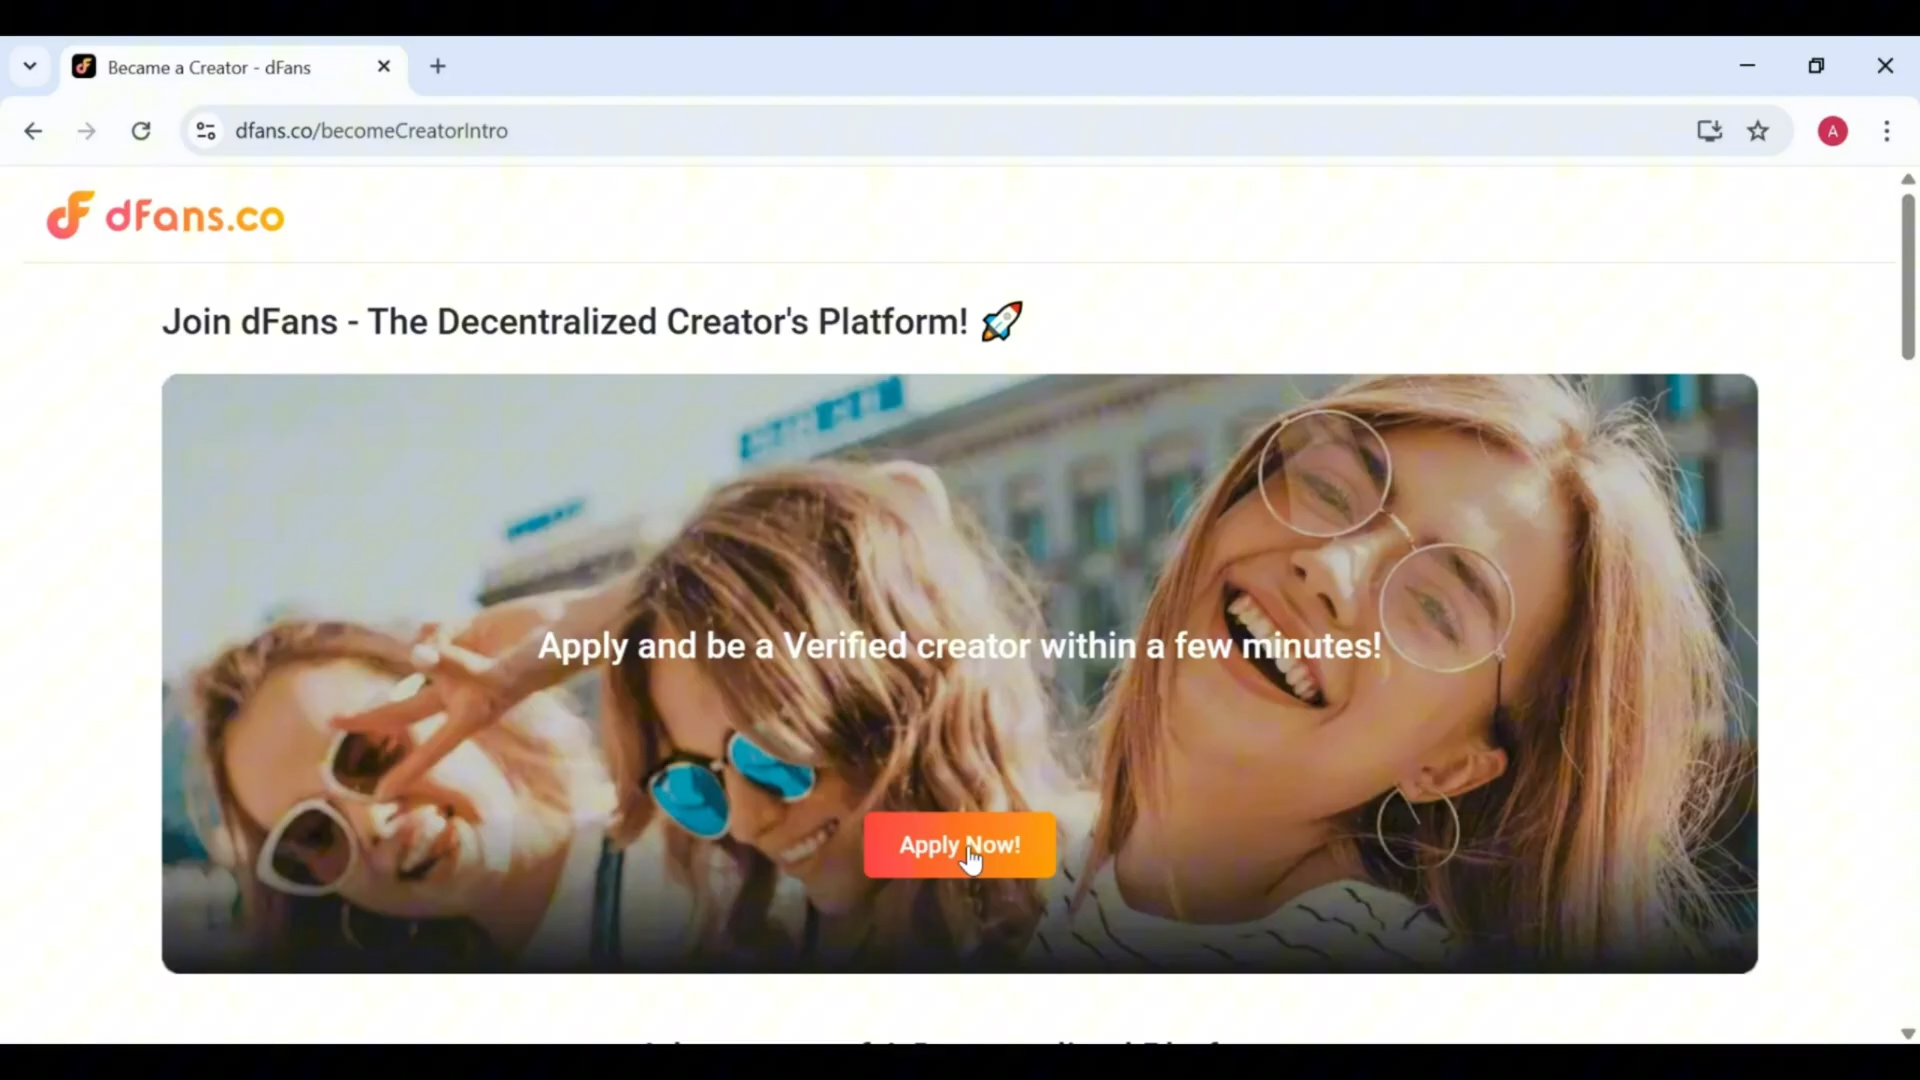 Became a Creator - dFans
dfans.co/becomeCreatorIntro
A
dFans.co
Join dFans - The Decentralized Creator's Platform! 🚀
Apply and be a Verified creator within a few minutes!
Apply Now!